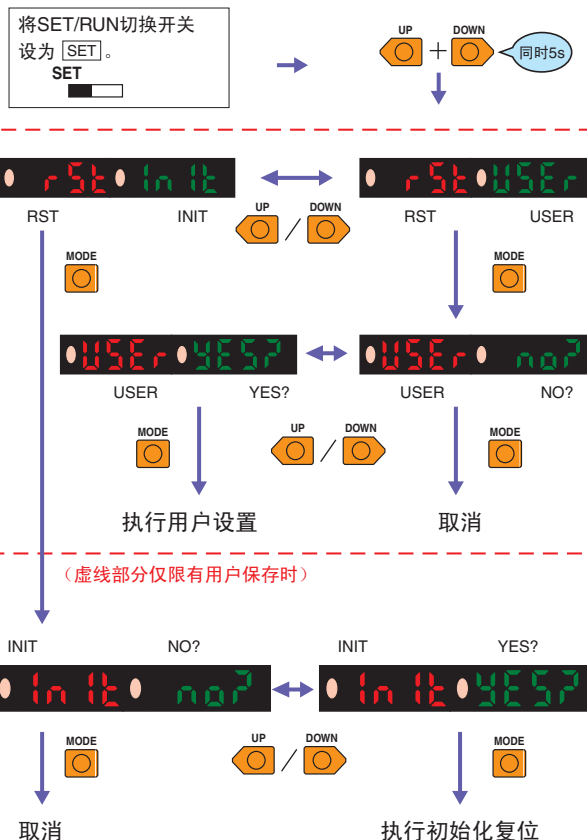 将SET/RUN切换开关
设为 SET 。
SET
UP DOWN
+ 同时5s
rSt In It
rSt USEr
RST INIT
RST USER
UP DOWN
/
MODE
MODE
USEr YES?
USEr no?
USER YES?
USER NO?
MODE
UP DOWN
/
MODE
执行用户设置
取消
（虚线部分仅限有用户保存时）
INIT NO?
INIT YES?
In It no?
In It YES?
MODE
UP DOWN
/
MODE
取消
执行初始化复位